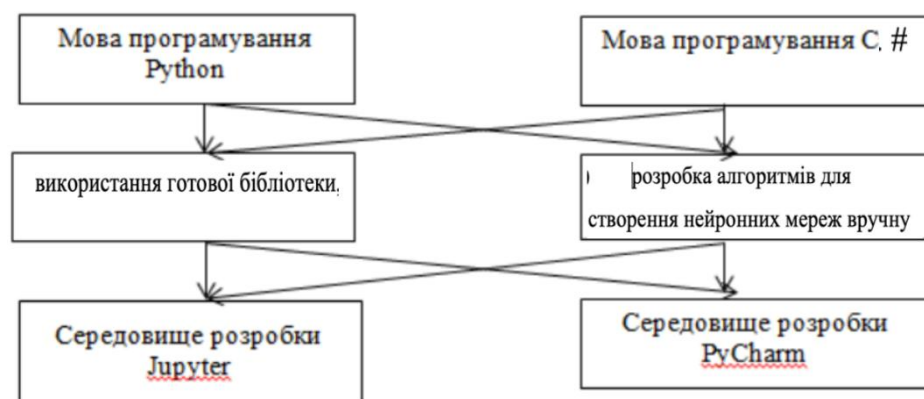 Мова програмування
Python
Мова програмування C. #
використання готової бібліотеки,
) розробка алгоритмів для
створення нейронних мереж вручну
Середовище розробки
Jupyter
Середовище розробки
PyCharm